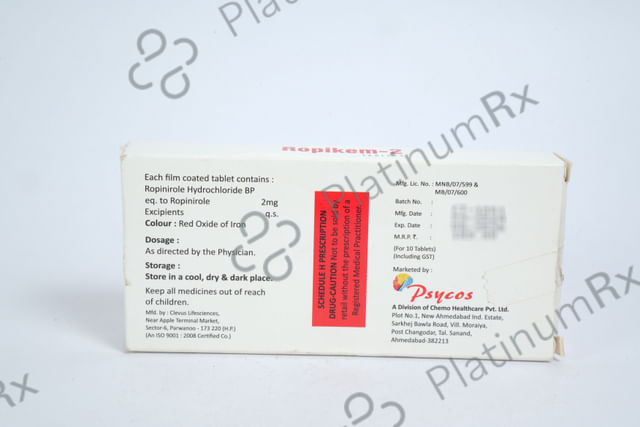 PlatinumRx
Ropikem-2
TABLETS
Each film coated tablet contains :
Ropinirole Hydrochloride BP
eq. to Ropinirole 2mg
Excipients q.s.
Colour : Red Oxide of Iron
Dosage :
As directed by the Physician.
Storage :
Store in a cool, dry & dark place.
Keep all medicines out of reach
of children.
Mfd. by : Clevus Lifesciences,
Near Apple Terminal Market,
Sector-6, Parwanoo - 173 220 (H.P.)
(An ISO 9001 : 2008 Certified Co.)
SCHEDULE H PRESCRIPTION
DRUG-CAUTION Not to be sold by
retail without the prescription of a
Registered Medical Practitioner.
Mfg. Lic. No. : MNB/07/599 &
MB/07/600
Batch No. :
Mfg. Date :
Exp. Date :
M.R.P. ₹. :
(For 10 Tablets)
(Including GST)
Marketed by :
Psycos
A Division of Chemo Healthcare Pvt. Ltd.
Plot No.1, New Ahmedabad Ind. Estate,
Sarkhej Bawla Road, Vill. Moraiya,
Post Changodar, Tal. Sanand,
Ahmedabad-382213
PlatinumRx
PlatinumRx
Rx